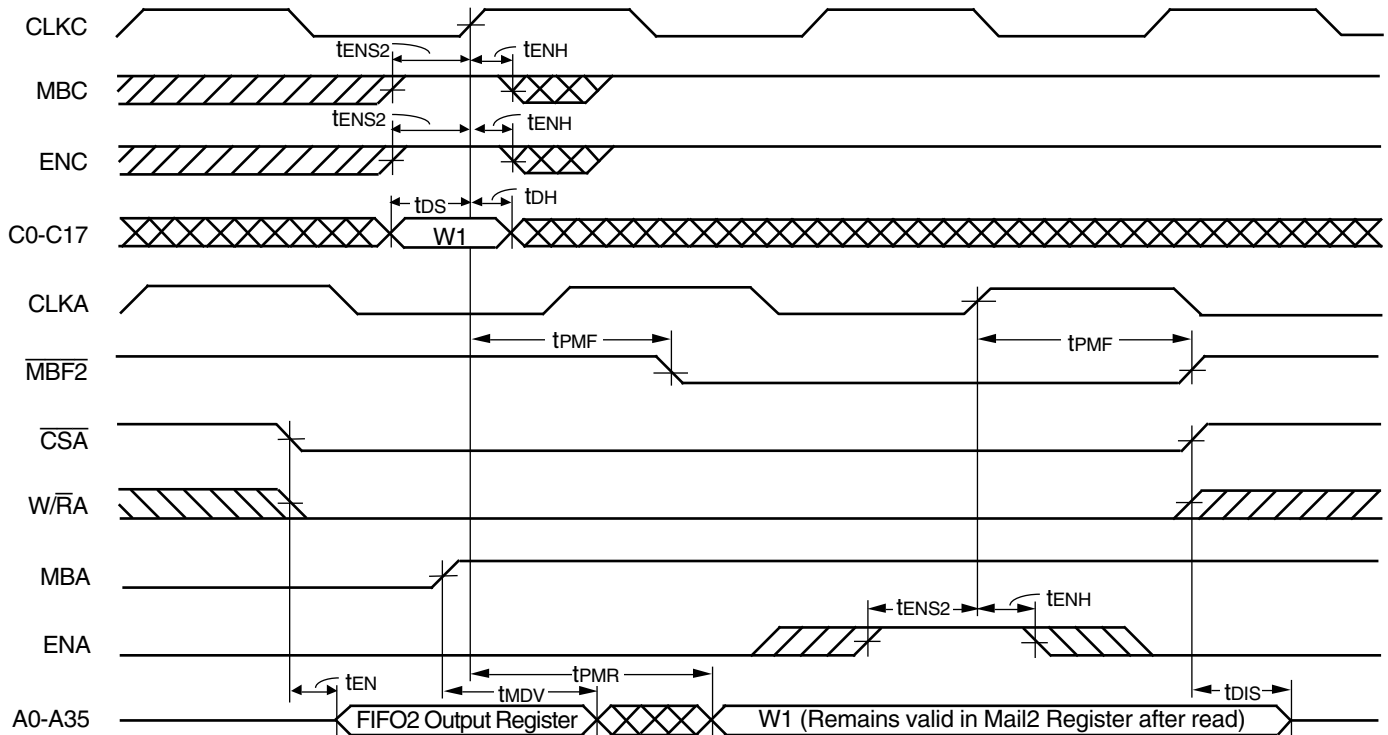 CLKC
tENS2 tENH
MBC
tENS2 tENH
ENC
tDS tDH
C0-C17 W1
CLKA
tPMF tPMF
MBF2
CSA
W/RA
MBA
tENS2 tENH
ENA
tEN tPMR
tMDV tDIS
A0-A35 FIFO2 Output Register W1 (Remains valid in Mail2 Register after read)